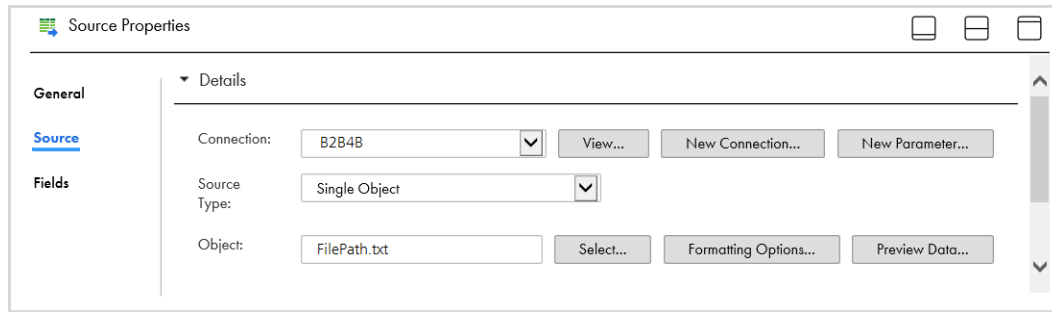 Source Properties
General
Source
Fields
Details
Connection: B2B4B View... New Connection... New Parameter...
Source
Type: Single Object
Object: FilePath.txt Select... Formatting Options... Preview Data...